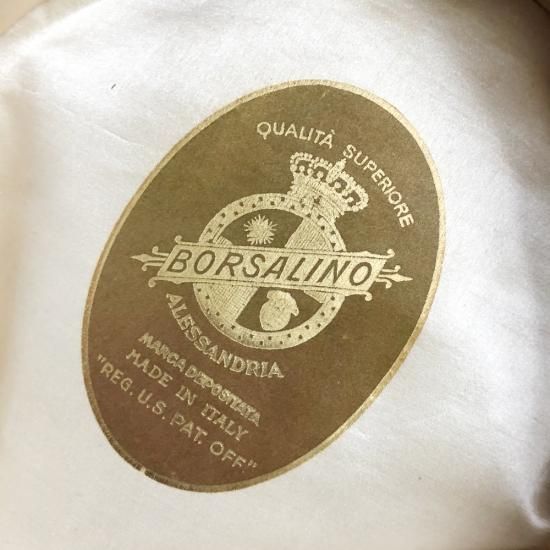 QUALITÀ SUPERIORE
BORSALINO
ALESSANDRIA
MARCA DEPOSITATA
MADE IN ITALY
"REG. U.S. PAT. OFF."